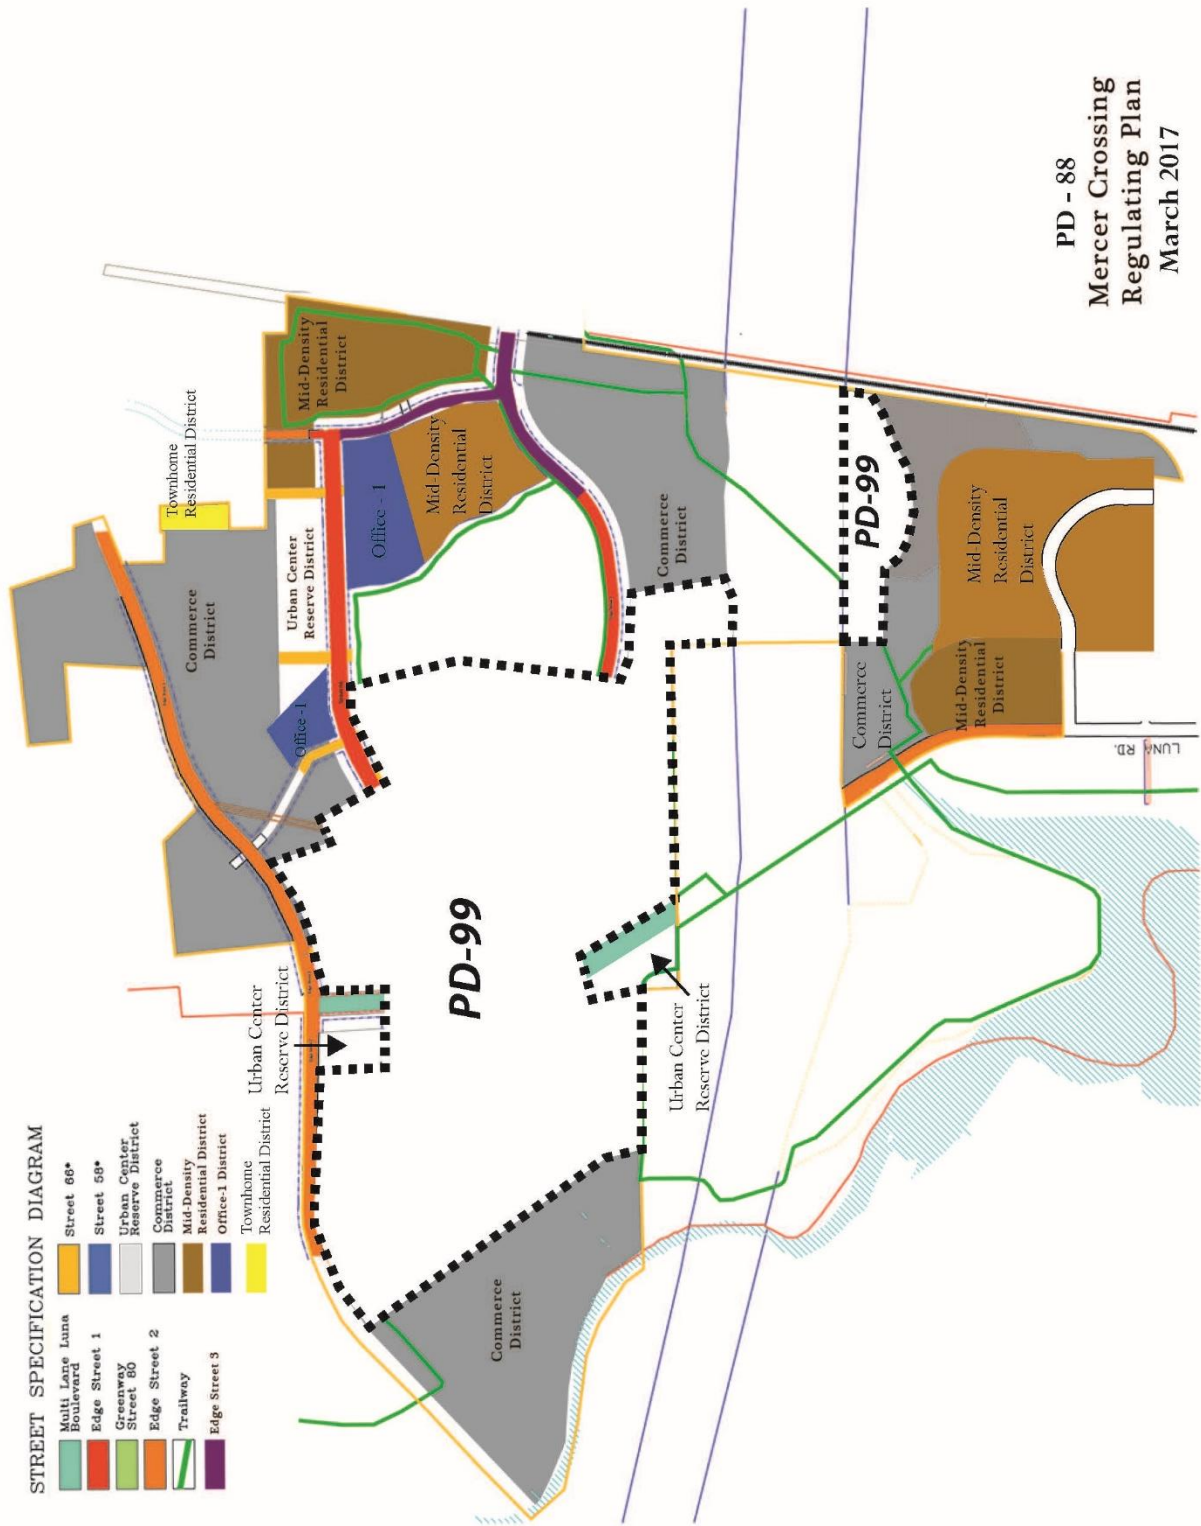 STREET SPECIFICATION DIAGRAM
Multi Lane Luna
Boulevard
Edge Street 1
Greenway
Street 80
Edge Street 2
Trailway
Edge Street 3
Street 66*
Street 58*
Urban Center
Reserve District
Commerce
District
Mid-Density
Residential District
Office-1 District
Townhome
Residential District
Commerce
District
Urban Center
Reserve District
PD-99
Urban Center
Reserve District
Commerce
District
Office -1
Urban Center
Reserve District
Townhome
Residential District
Office - 1
Mid-Density
Residential
District
Mid-Density
Residential
District
Commerce
District
PD-99
Commerce
District
Mid-Density
Residential
District
Mid-Density
Residential
District
LUNA RD.
PD - 88
Mercer Crossing
Regulating Plan
March 2017